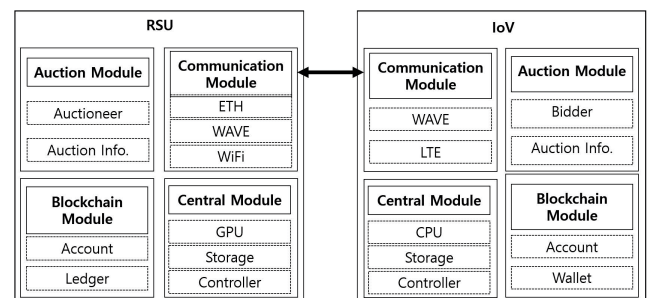 RSU
Auction Module
Auctioneer
Auction Info.
Communication
Module
ETH
WAVE
WiFi
Blockchain
Module
Account
Ledger
Central Module
GPU
Storage
Controller
IoV
Communication
Module
WAVE
LTE
Auction Module
Bidder
Auction Info.
Central Module
CPU
Storage
Controller
Blockchain
Module
Account
Wallet